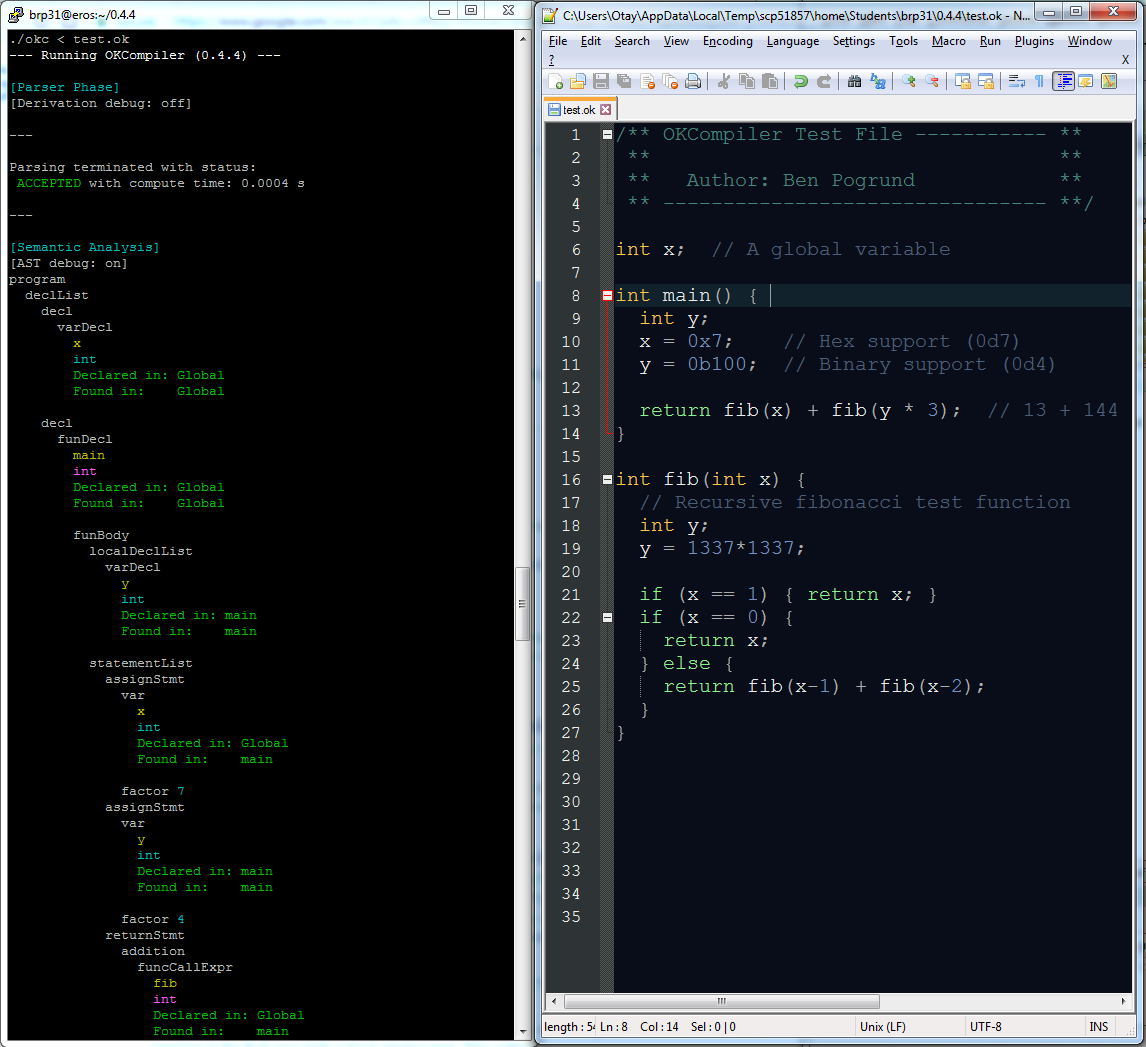 brp31@eros:~/0.4.4
./okc < test.ok
--- Running OKCompiler (0.4.4) ---
[Parser Phase]
[Derivation debug: off]
---
Parsing terminated with status:
ACCEPTED with compute time: 0.0004 s
---
[Semantic Analysis]
[AST debug: on]
program
declList
decl
varDecl
x
int
Declared in: Global
Found in:    Global
decl
funDecl
main
int
Declared in: Global
Found in:    Global
funBody
localDeclList
varDecl
y
int
Declared in: main
Found in:    main
statementList
assignStmt
var
x
int
Declared in: Global
Found in:    main
factor 7
assignStmt
var
y
int
Declared in: main
Found in:    main
factor 4
returnStmt
addition
funcCallExpr
fib
int
Declared in: Global
Found in:    main
C:\Users\Otay\AppData\Local\Temp\scp51857\home\Students\brp31\0.4.4\test.ok - N...
File Edit Search View Encoding Language Settings Tools Macro Run Plugins Window
? X
test.ok
1 /** OKCompiler Test File ----------- **
2  ** **
3  **   Author: Ben Pogrund **
4  ** -------------------------------- **/
5
6 int x;  // A global variable
7
8 int main() {
9   int y;
10   x = 0x7;    // Hex support (0d7)
11   y = 0b100;  // Binary support (0d4)
12
13   return fib(x) + fib(y * 3);  // 13 + 144
14 }
15
16 int fib(int x) {
17   // Recursive fibonacci test function
18   int y;
19   y = 1337*1337;
20
21   if (x == 1) { return x; }
22   if (x == 0) {
23     return x;
24   } else {
25     return fib(x-1) + fib(x-2);
26   }
27 }
28
29
30
31
32
33
34
35
length : 54 Ln : 8 Col : 14 Sel : 0 | 0 Unix (LF) UTF-8 INS